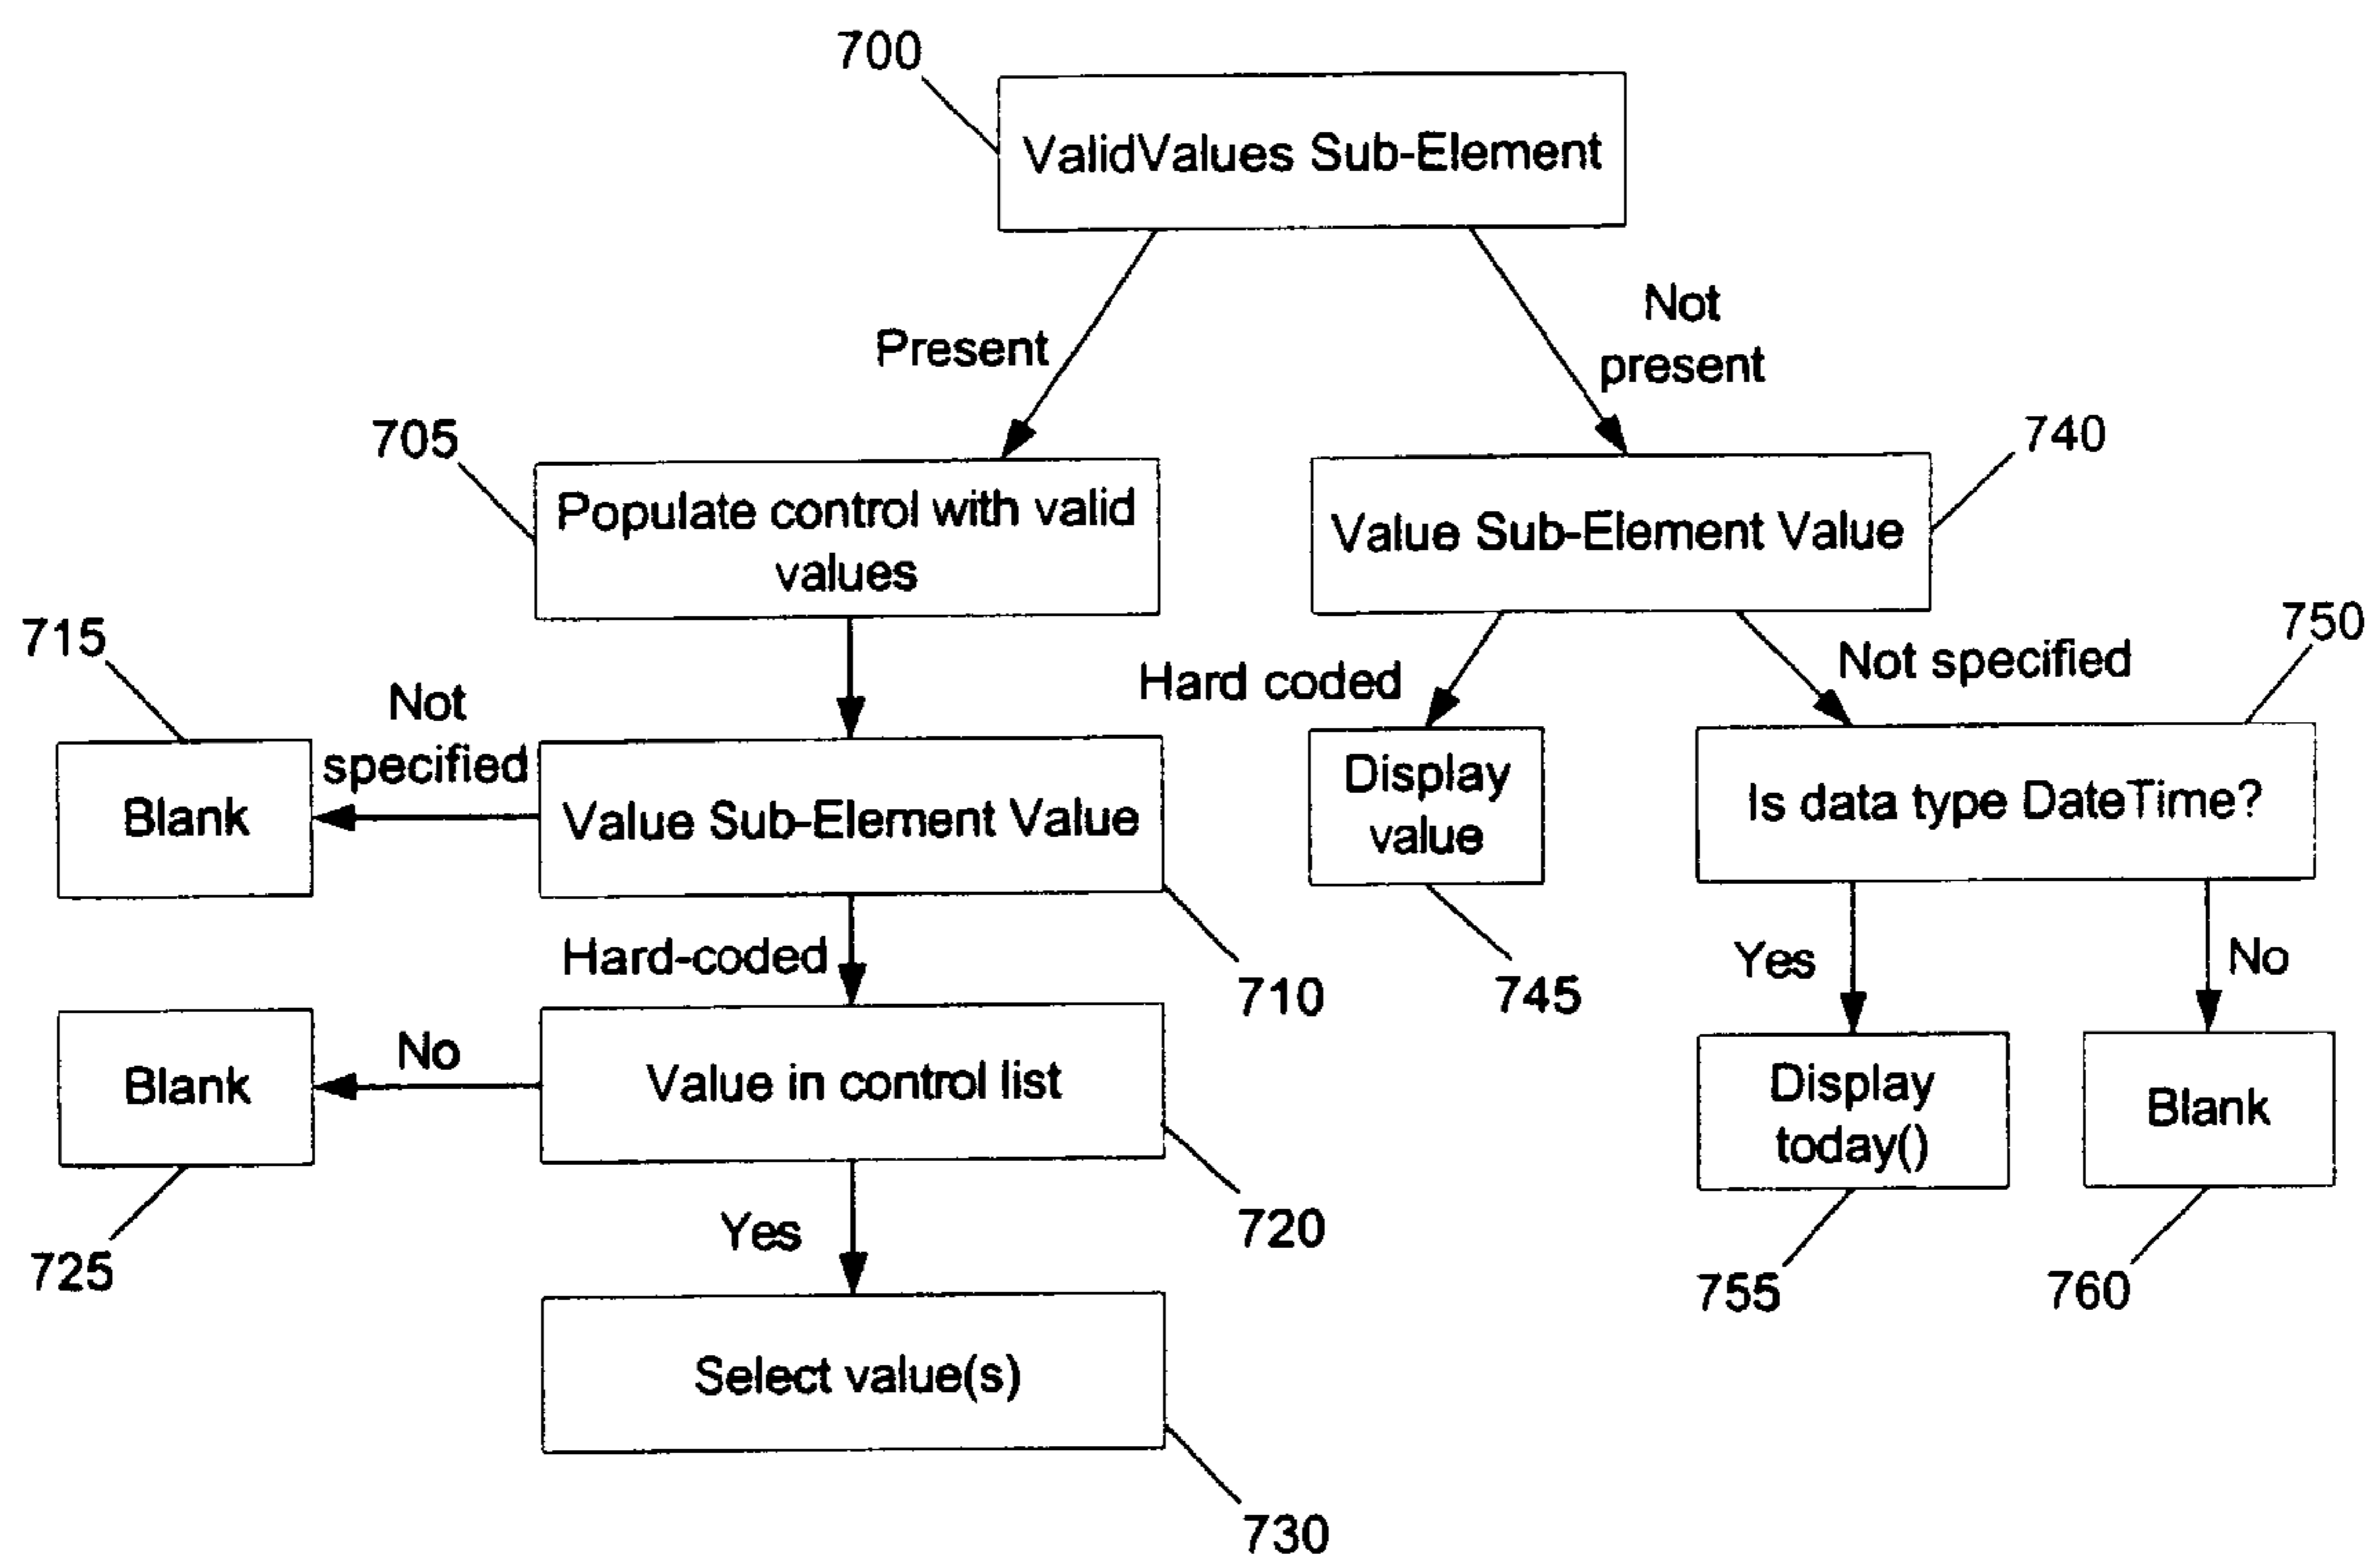 700
ValidValues Sub-Element
Present
Not
present
705
Populate control with valid
values
740
Value Sub-Element Value
715
Not
specified
Blank
Value Sub-Element Value
710
Hard coded
Not specified
750
Display
value
745
Is data type DateTime?
Hard-coded
Yes
No
Blank
No
Value in control list
720
725
Display
today()
755
Blank
760
Yes
Select value(s)
730